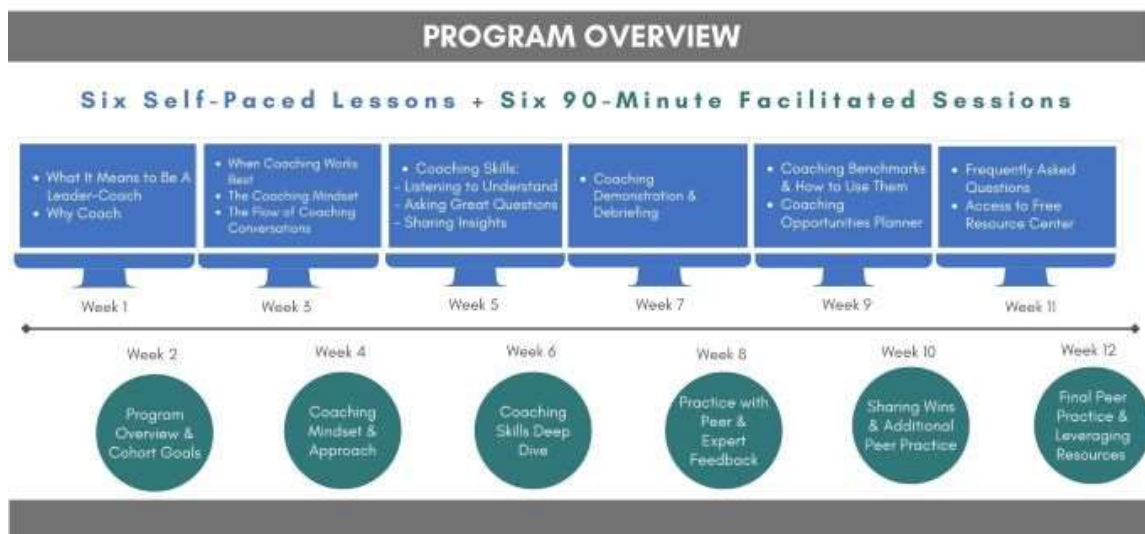 PROGRAM OVERVIEW
Six Self-Paced Lessons + Six 90-Minute Facilitated Sessions
• What It Means to Be A
Leader-Coach
• Why Coach
• When Coaching Works
Best
• The Coaching Mindset
• The Flow of Coaching
Conversations
• Coaching Skills:
- Listening to Understand
- Asking Great Questions
- Sharing Insights
• Coaching
Demonstration &
Debriefing
• Coaching Benchmarks
& How to Use Them
• Coaching
Opportunities Planner
• Frequently Asked
Questions
• Access to Free
Resource Center
Week 1
Week 3
Week 5
Week 7
Week 9
Week 11
Week 2
Week 4
Week 6
Week 8
Week 10
Week 12
Program
Overview &
Cohort Goals
Coaching
Mindset &
Approach
Coaching
Skills Deep
Dive
Practice with
Peer &
Expert
Feedback
Sharing Wins
& Additional
Peer Practice
Final Peer
Practice &
Leveraging
Resources